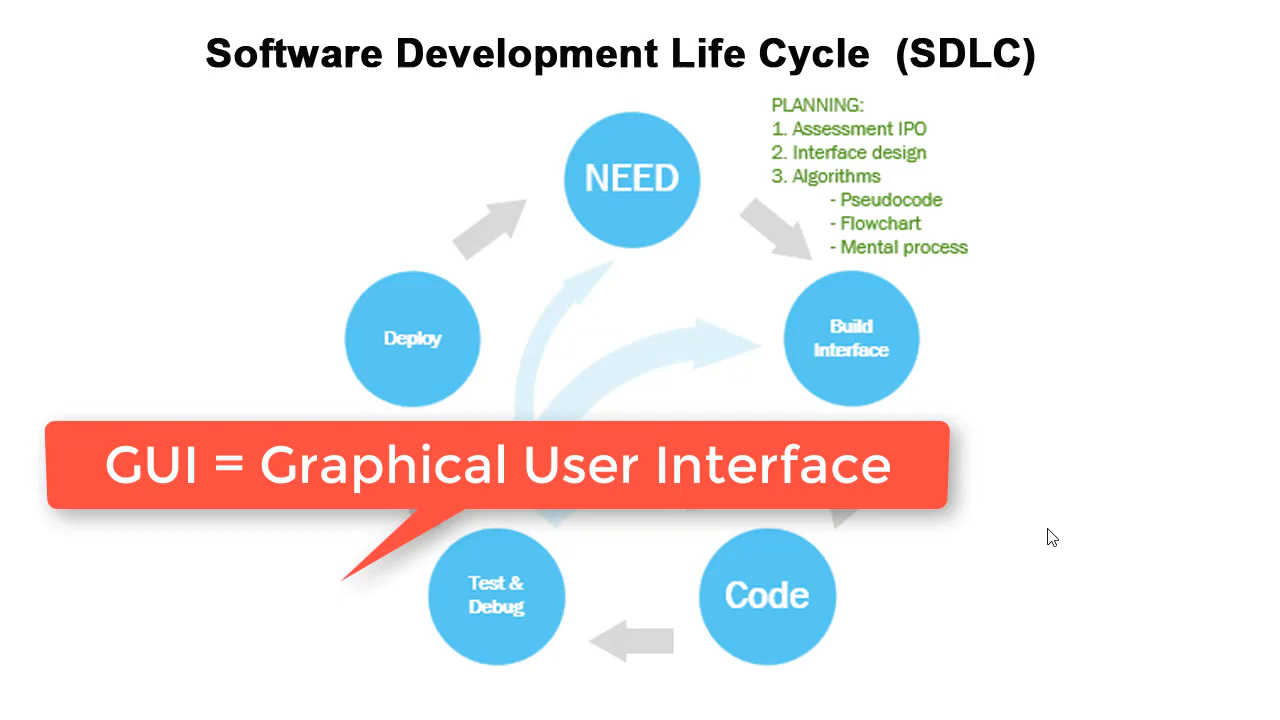 Software Development Life Cycle (SDLC)
PLANNING:
1. Assessment IPO
2. Interface design
3. Algorithms
- Pseudocode
- Flowchart
- Mental process
NEED
Deploy
Build
Interface
GUI = Graphical User Interface
Test &
Debug
Code